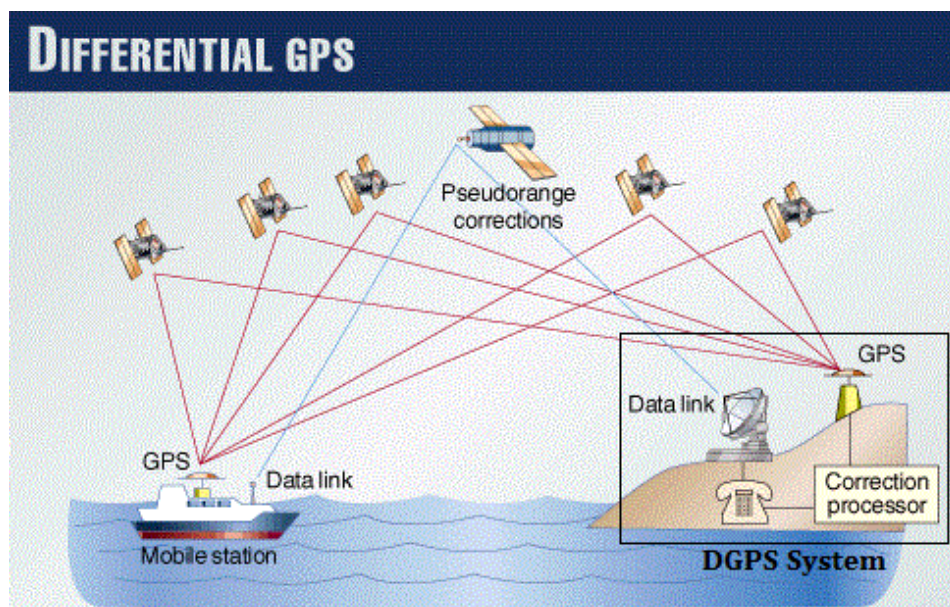 DIFFERENTIAL GPS
Pseudorange
corrections
GPS
Data link
GPS
Data link
Correction
processor
Mobile station
DGPS System